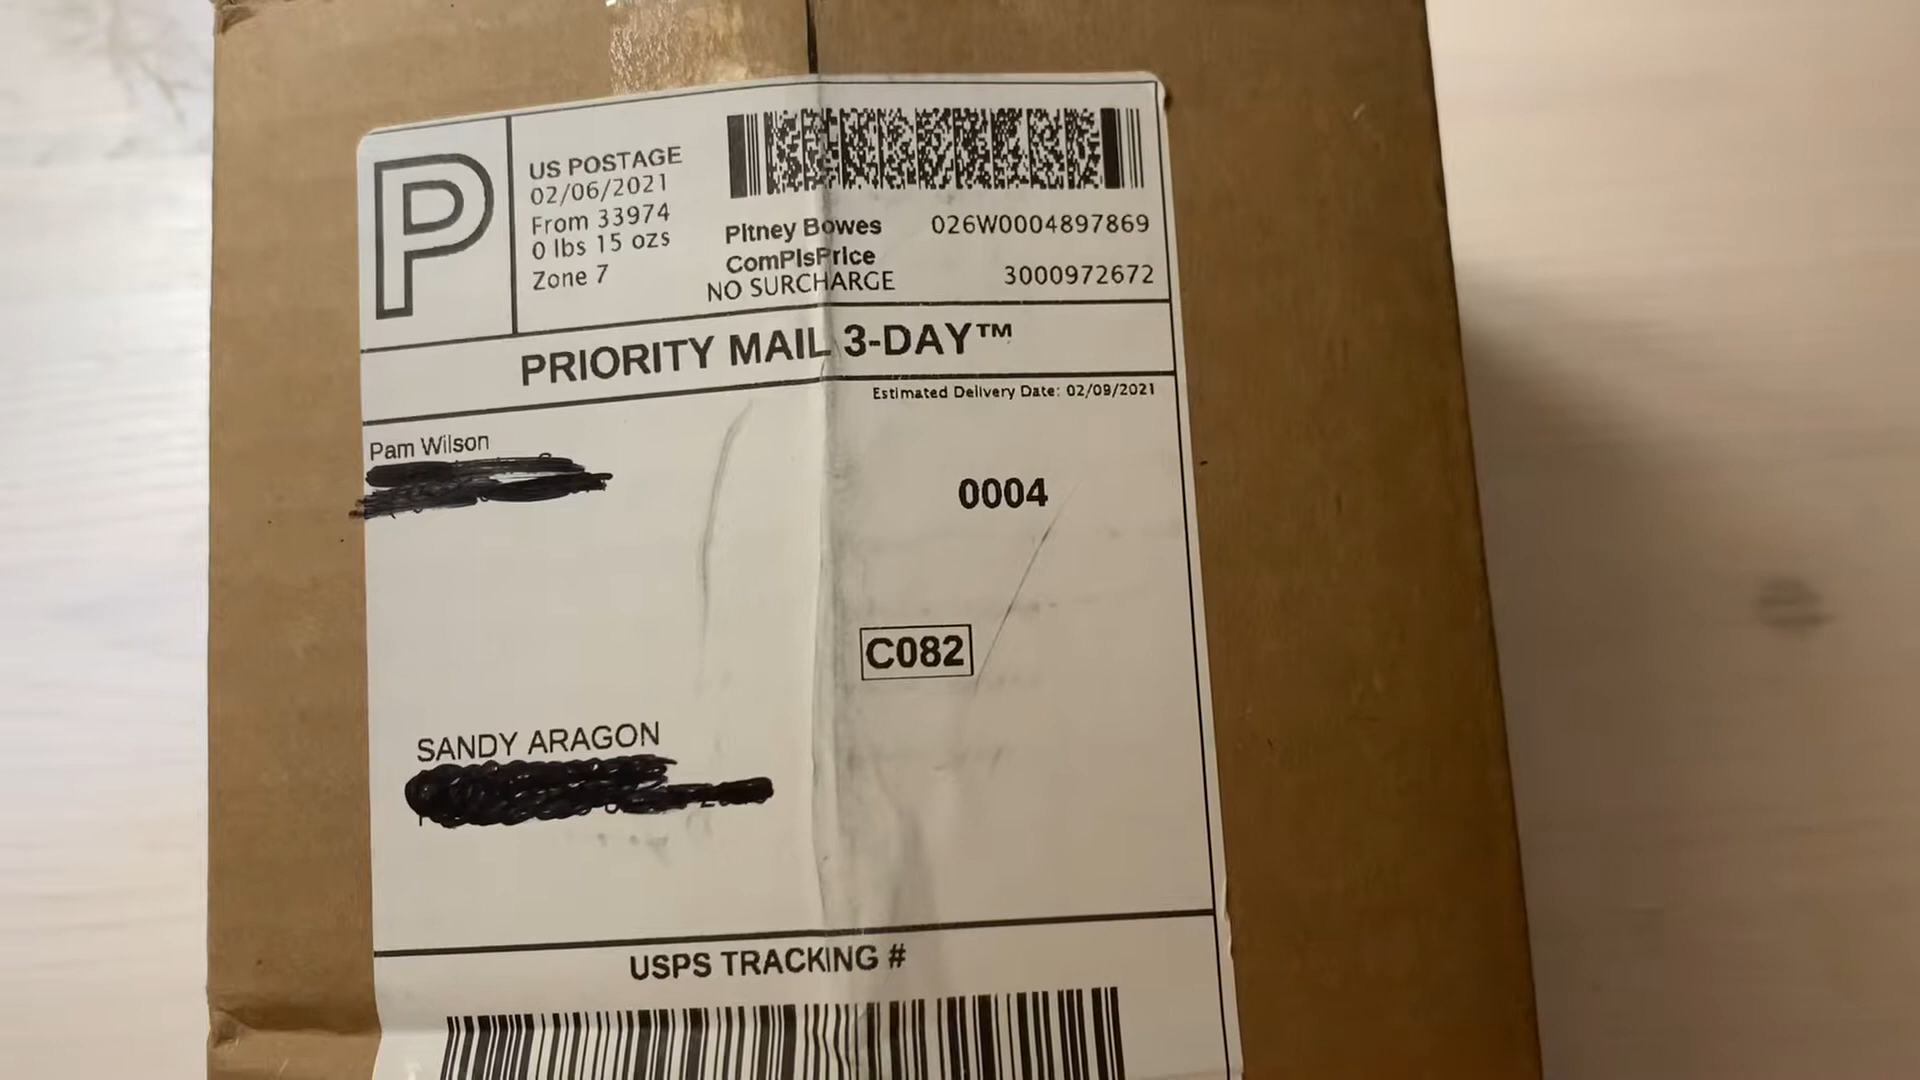 P
US POSTAGE
02/06/2021
From 33974
0 lbs 15 ozs
Zone 7
Pitney Bowes
ComPlsPrice
NO SURCHARGE
026W0004897869
3000972672
PRIORITY MAIL 3-DAY™
Estimated Delivery Date: 02/09/2021
Pam Wilson
0004
C082
SANDY ARAGON
USPS TRACKING #